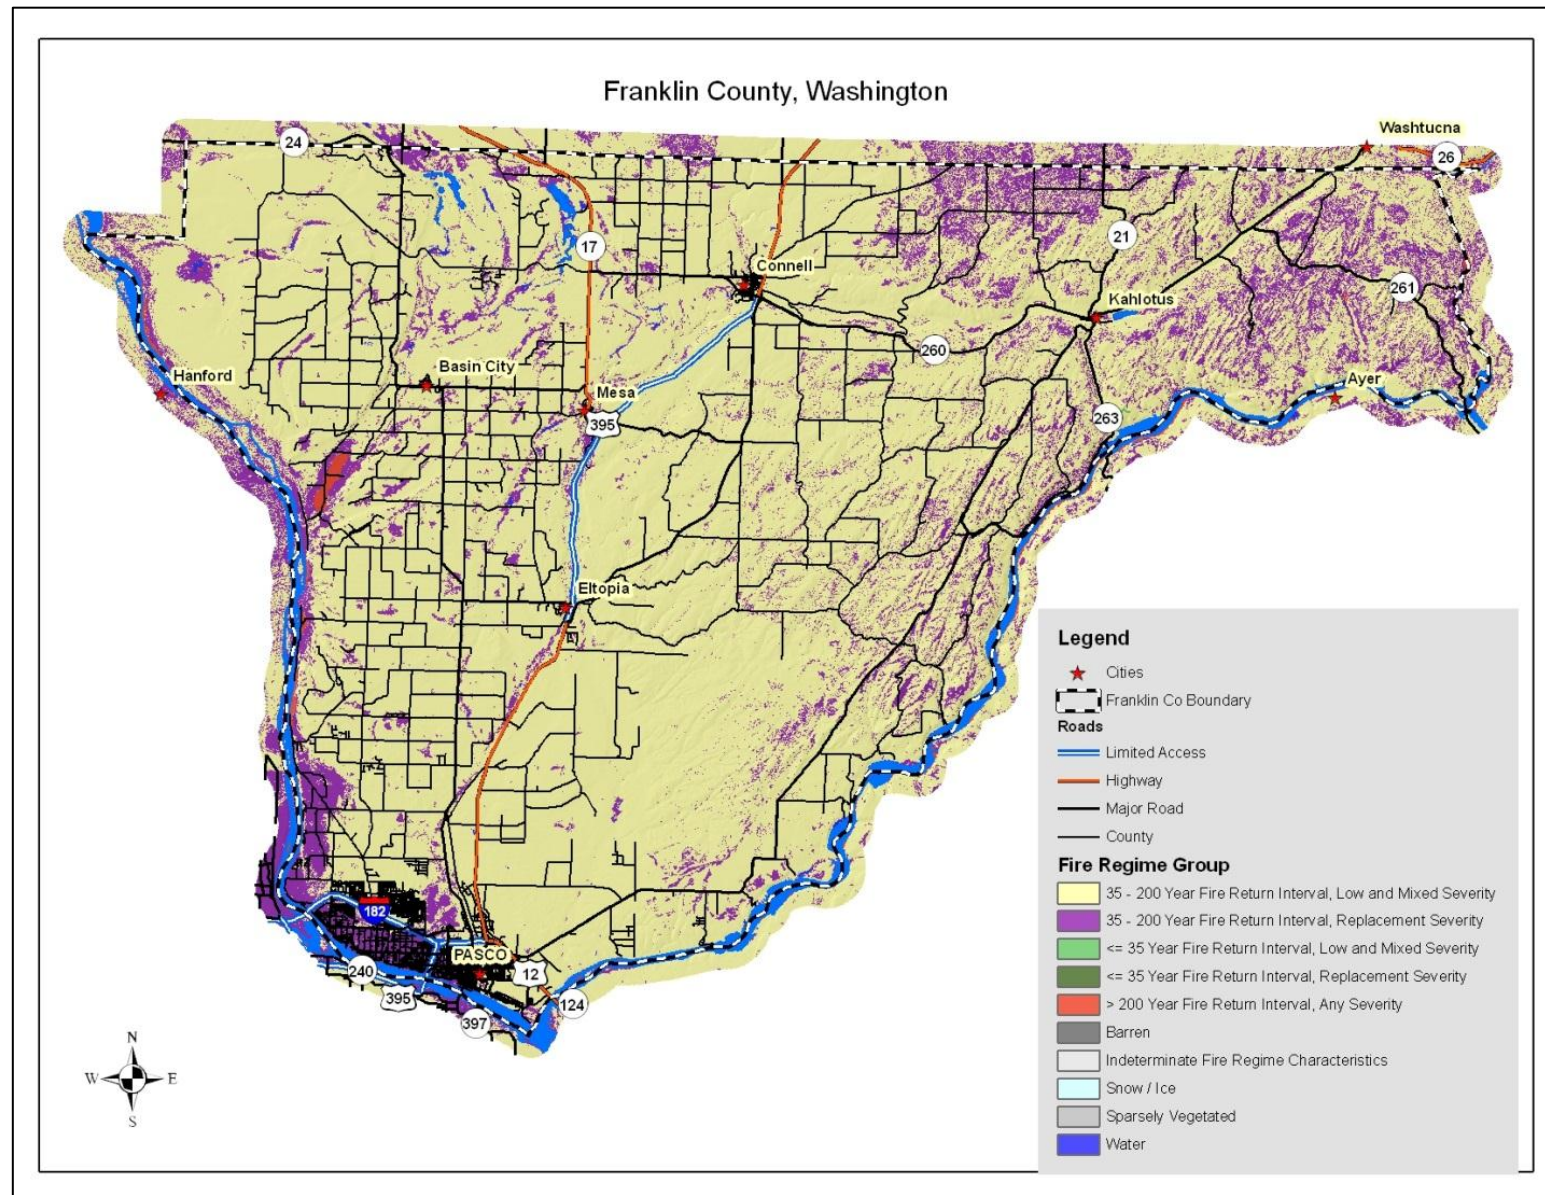 Franklin County, Washington
Washtucna
24
26
17
21
Connell
261
Kahlotus
260
Hanford
Basin City
Ayer
Mesa
395
263
Eltopia
182
PASCO
12
240
395
124
397
N
W
E
S
Legend
Cities
Franklin Co Boundary
Roads
Limited Access
Highway
Major Road
County
Fire Regime Group
35 - 200 Year Fire Return Interval, Low and Mixed Severity
35 - 200 Year Fire Return Interval, Replacement Severity
<= 35 Year Fire Return Interval, Low and Mixed Severity
<= 35 Year Fire Return Interval, Replacement Severity
> 200 Year Fire Return Interval, Any Severity
Barren
Indeterminate Fire Regime Characteristics
Snow / Ice
Sparsely Vegetated
Water